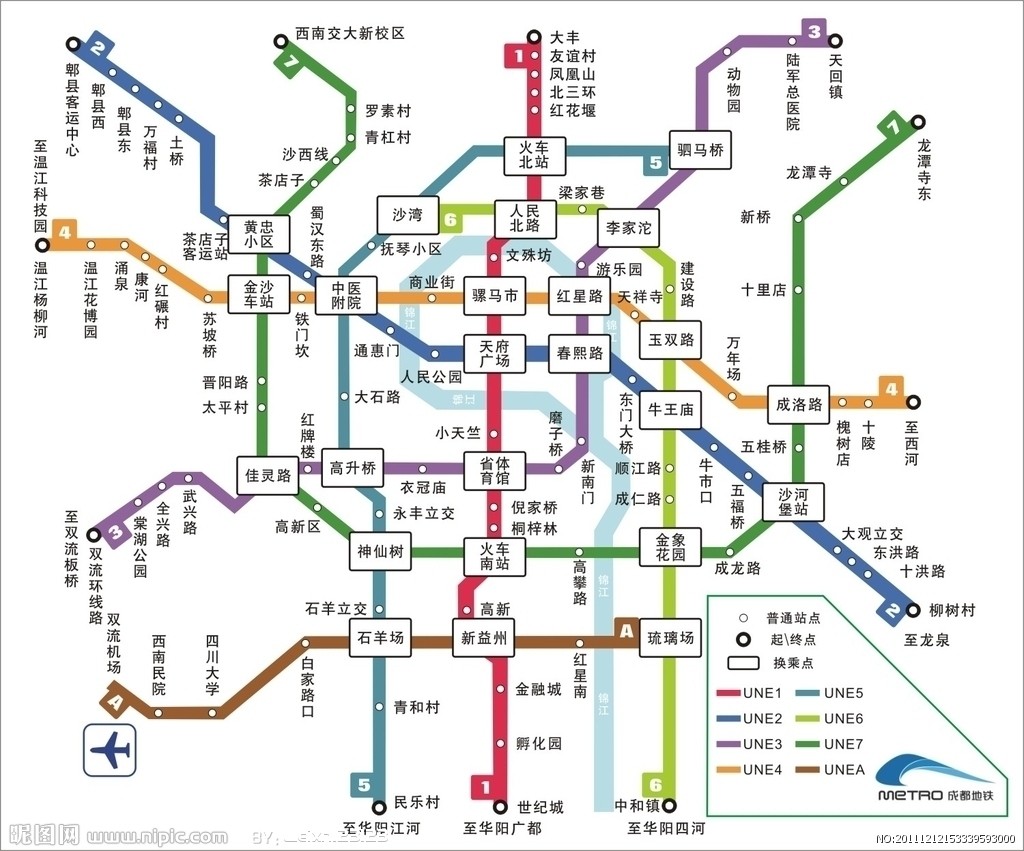 2
郫县客运中心
郫县西
郫县东
万福村
土桥
茶店子
客运站
7
西南交大新校区
罗素村
青杠村
沙西线
茶店子
蜀汉东路
1
大丰
友谊村
凤凰山
北三环
红花堰
3
动物园
陆军总医院
天回镇
7
龙潭寺东
龙潭寺
新桥
十里店
火车
北站
5
驷马桥
沙湾
6
人民
北路
梁家巷
李家沱
黄忠
小区
抚琴小区
文殊坊
游乐园
建设路
至温江科技园
4
温江杨柳河
温江花博园
涌泉
康河
红碾村
苏坡桥
金沙
车站
铁门坎
中医
附院
商业街
骡马市
红星路
天祥寺
锦江
锦江
玉双路
通惠门
人民公园
天府
广场
春熙路
万年场
锦江
晋阳路
太平村
大石路
东门大桥
牛王庙
成洛路
槐树店
十陵
4
至西河
小天竺
磨子桥
五桂桥
红牌楼
佳灵路
高升桥
衣冠庙
省体
育馆
新南门
顺江路
成仁路
牛市口
五福桥
沙河
堡站
至双流板桥
3
双流环线路
棠湖公园
全兴路
武兴路
高新区
永丰立交
倪家桥
桐梓林
神仙树
火车
南站
高攀路
锦江
金象
花园
成龙路
大观立交
东洪路
十洪路
2
柳树村
至龙泉
石羊立交
高新
石羊场
新益州
A
琉璃场
双流机场
A
西南民院
四川大学
白家路口
红星南
锦江
青和村
金融城
孵化园
5
民乐村
至华阳江河
1
世纪城
至华阳广都
6
中和镇
至华阳四河
普通站点
起\终点
换乘点
UNE1
UNE5
UNE2
UNE6
UNE3
UNE7
UNE4
UNEA
METRO 成都地铁
昵图网 www.nipic.com
BY:
NO:20111212153339593000